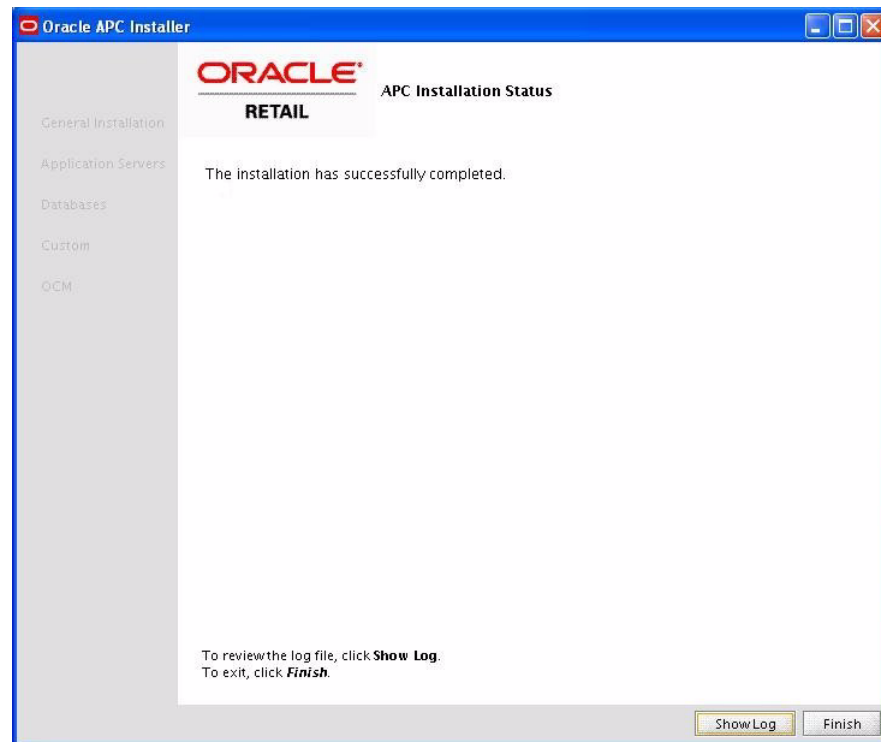 Oracle APC Installer
ORACLE
RETAIL
APC Installation Status
General Installation
Application Servers
Databases
Custom
OCM
The installation has successfully completed.
To review the log file, click Show Log.
To exit, click Finish.
Show Log
Finish